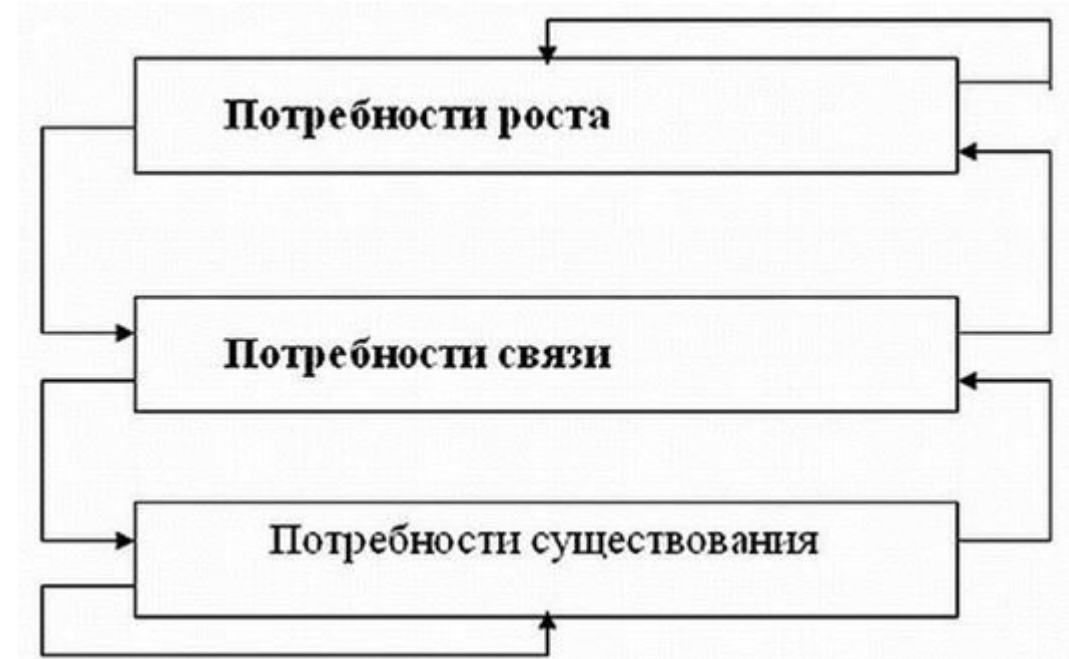 Потребности роста
Потребности связи
Потребности существования